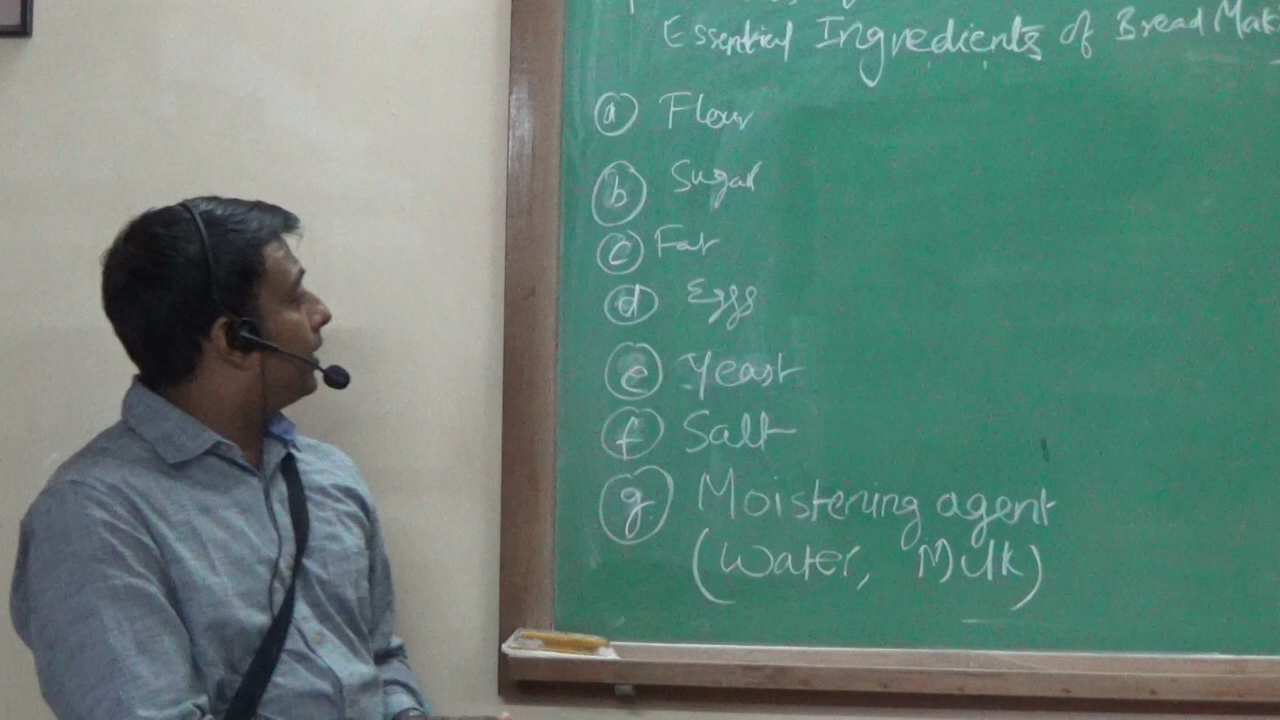 Essential Ingredients of Bread Mak
a Flour
b Sugar
c Fat
d Eggs
e Yeast
f Salt
g Moistening agent
(Water, Milk)